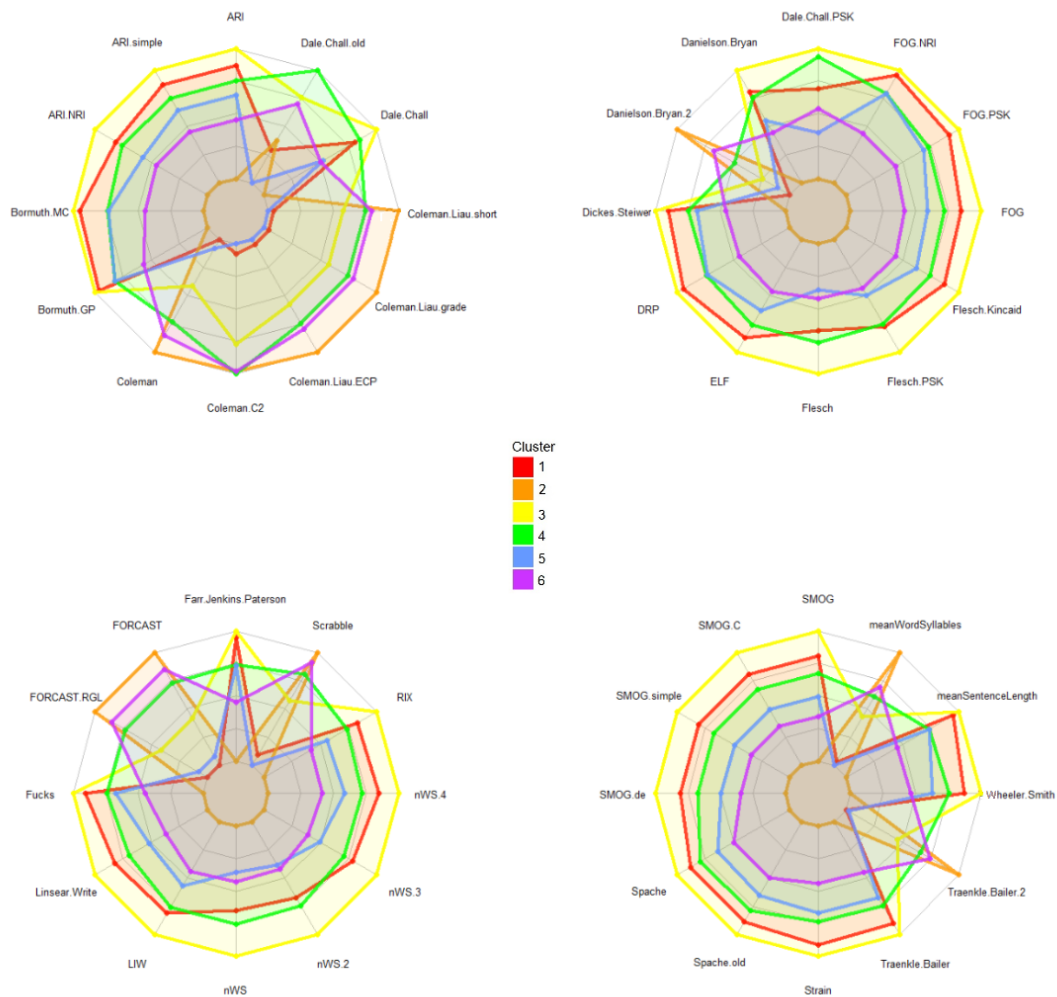 ARI
ARI.simple
Dale.Chall.old
ARI.NRI
Dale.Chall
Bormuth.MC
Coleman.Liau.short
Bormuth.GP
Coleman.Liau.grade
Coleman
Coleman.Liau.ECP
Coleman.C2
Dale.Chall.PSK
Danielson.Bryan
FOG.NRI
Danielson.Bryan.2
FOG.PSK
Dickes.Steiwer
FOG
DRP
Flesch.Kincaid
ELF
Flesch.PSK
Flesch
Cluster
1
2
3
4
5
6
Farr.Jenkins.Paterson
FORCAST
Scrabble
FORCAST.RGL
RIX
Fucks
nWS.4
Linsear.Write
nWS.3
LIW
nWS.2
nWS
SMOG
SMOG.C
meanWordSyllables
SMOG.simple
meanSentenceLength
SMOG.de
Wheeler.Smith
Spache
Traenkle.Bailer.2
Spache.old
Traenkle.Bailer
Strain